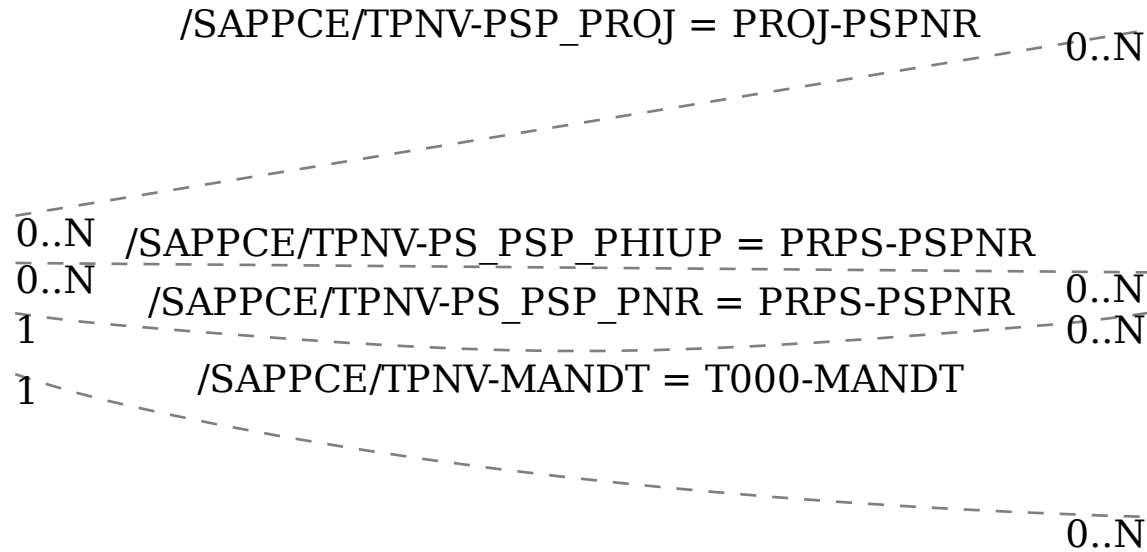 /SAPPCE/TPNV-PSP_PROJ = PROJ-PSPNR
0..N
0..N
/SAPPCE/TPNV-PS_PSP_PHIUP = PRPS-PSPNR
0..N
0..N
/SAPPCE/TPNV-PS_PSP_PNR = PRPS-PSPNR
1
0..N
/SAPPCE/TPNV-MANDT = T000-MANDT
1
0..N